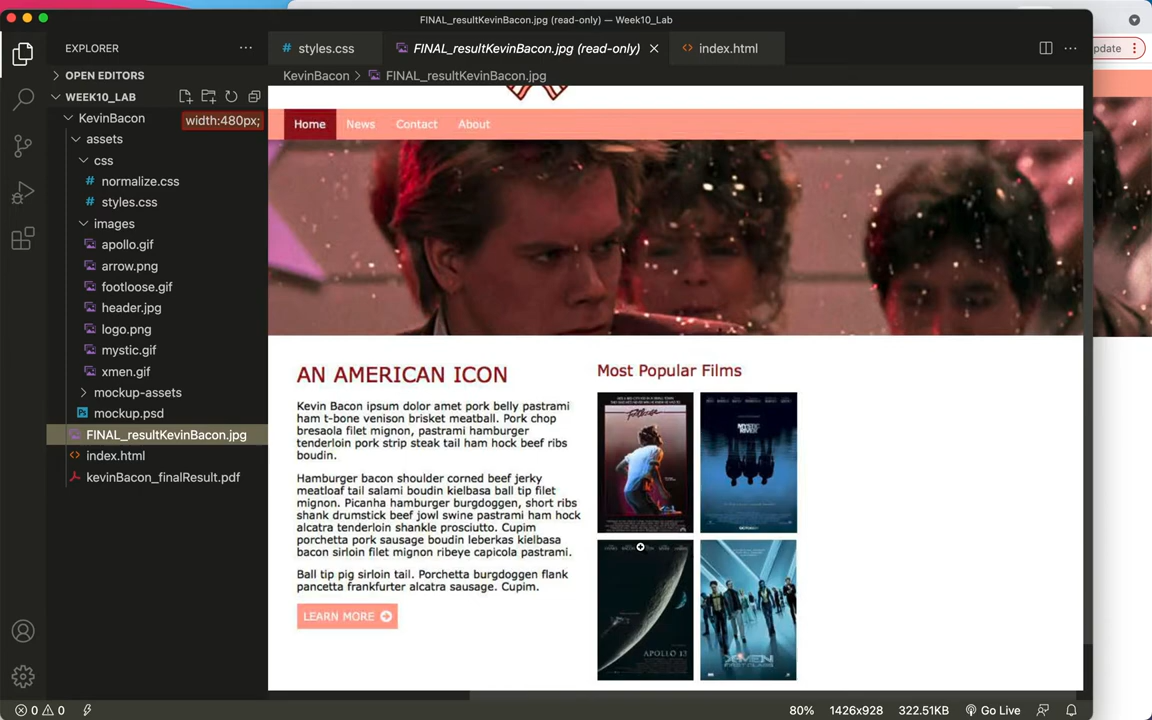 FINAL_resultKevinBacon.jpg (read-only) — Week10_Lab
EXPLORER
styles.css
FINAL_resultKevinBacon.jpg (read-only)
index.html
pdate
OPEN EDITORS
KevinBacon > FINAL_resultKevinBacon.jpg
WEEK10_LAB
KevinBacon
width:480px;
assets
css
normalize.css
styles.css
images
apollo.gif
arrow.png
footloose.gif
header.jpg
logo.png
mystic.gif
xmen.gif
mockup-assets
mockup.psd
FINAL_resultKevinBacon.jpg
index.html
kevinBacon_finalResult.pdf
Home News Contact About
AN AMERICAN ICON
Kevin Bacon ipsum dolor amet pork belly pastrami
ham t-bone venison brisket meatball. Pork chop
bresaola filet mignon, pastrami hamburger
tenderloin pork strip steak tail ham hock beef ribs
boudin.
Hamburger bacon shoulder corned beef jerky
meatloaf tail salami boudin kielbasa ball tip filet
mignon. Picanha hamburger burgdoggen, short ribs
shank drumstick beef jowl swine pastrami ham hock
alcatra tenderloin shankle prosciutto. Cupim
porchetta pork sausage boudin leberkas kielbasa
bacon sirloin filet mignon ribeye capicola pastrami.
Ball tip pig sirloin tail. Porchetta burgdoggen flank
pancetta frankfurter alcatra sausage. Cupim.
LEARN MORE
Most Popular Films
Footloose
MYSTIC
RIVER
APOLLO 13
X-MEN
FIRST CLASS
0 0
80% 1426x928 322.51KB Go Live